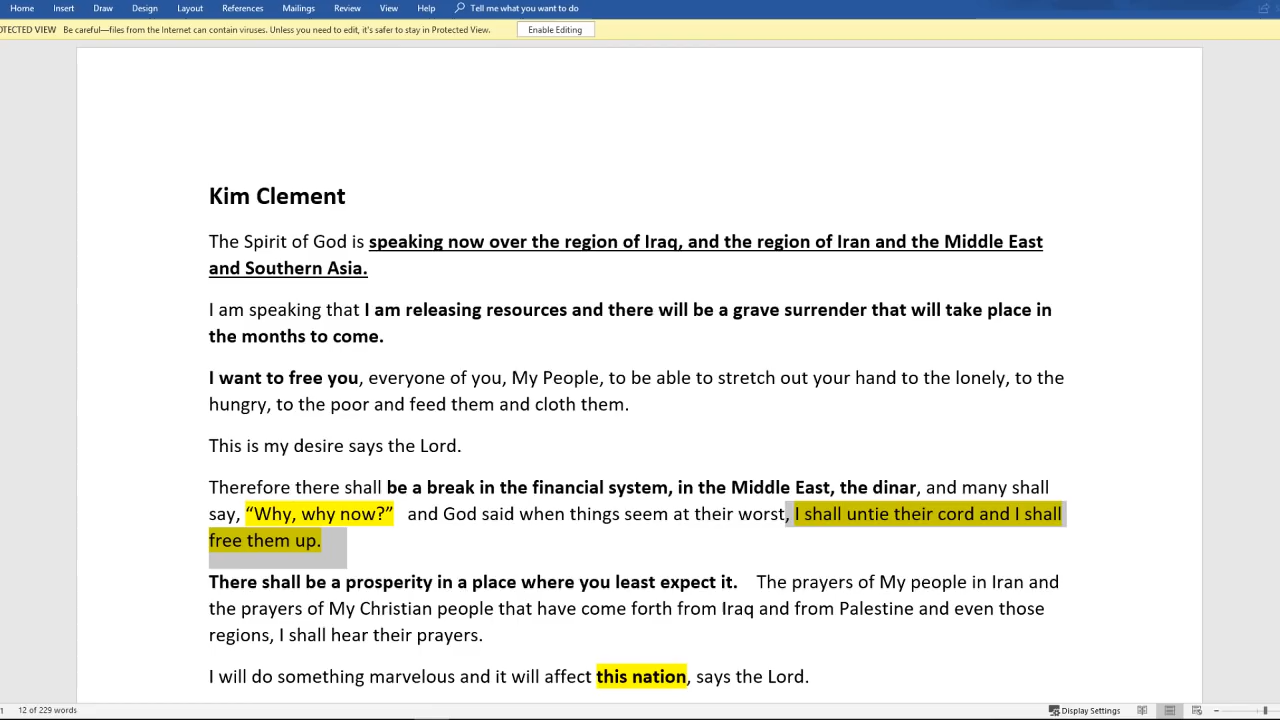 Home Insert Draw Design Layout References Mailings Review View Help Tell me what you want to do
OTECTED VIEW Be careful—files from the Internet can contain viruses. Unless you need to edit, it's safer to stay in Protected View. Enable Editing
Kim Clement
The Spirit of God is speaking now over the region of Iraq, and the region of Iran and the Middle East
and Southern Asia.
I am speaking that I am releasing resources and there will be a grave surrender that will take place in
the months to come.
I want to free you, everyone of you, My People, to be able to stretch out your hand to the lonely, to the
hungry, to the poor and feed them and cloth them.
This is my desire says the Lord.
Therefore there shall be a break in the financial system, in the Middle East, the dinar, and many shall
say, “Why, why now?” and God said when things seem at their worst, I shall untie their cord and I shall
free them up.
There shall be a prosperity in a place where you least expect it. The prayers of My people in Iran and
the prayers of My Christian people that have come forth from Iraq and from Palestine and even those
regions, I shall hear their prayers.
I will do something marvelous and it will affect this nation, says the Lord.
1 12 of 229 words Display Settings